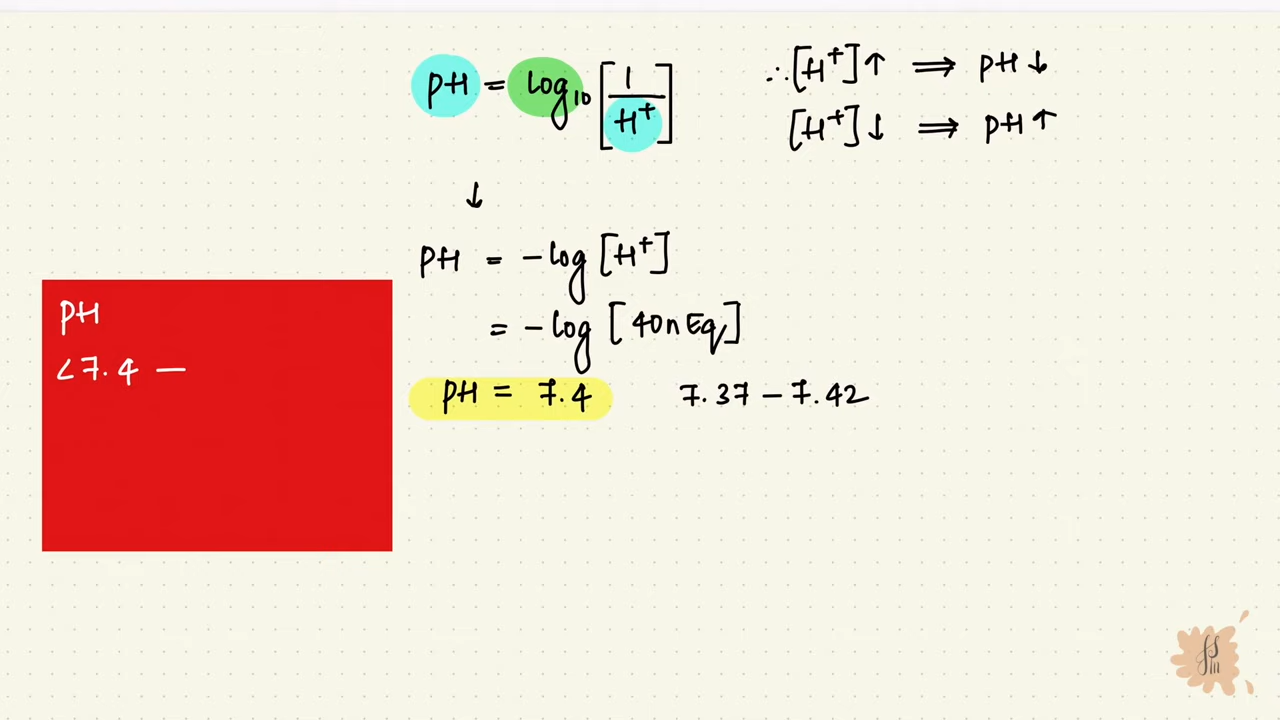 pH = log10 [1/H+]
∴ [H+]↑ ⟹ pH↓
[H+]↓ ⟹ pH↑
↓
pH = -log [H+]
= -log [40nEq]
pH = 7.4 7.37 – 7.42
pH
<7.4 –